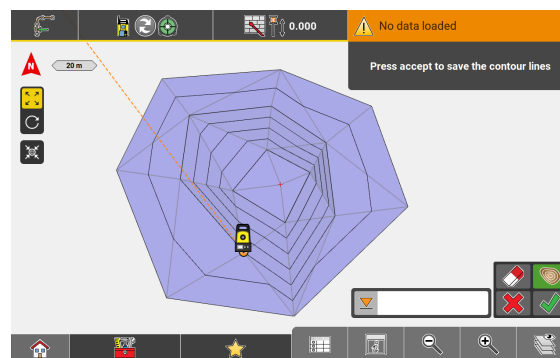 0.000
No data loaded
Press accept to save the contour lines
N
20 m